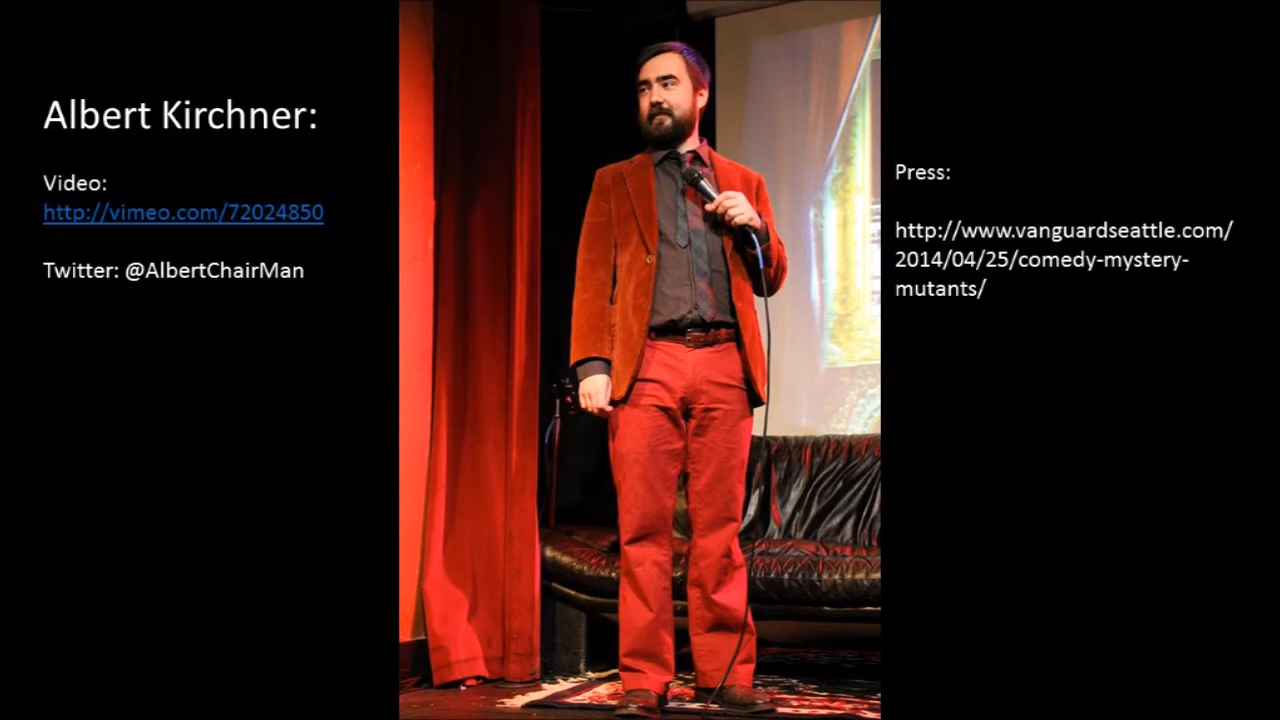 Albert Kirchner:
Video:
http://vimeo.com/72024850
Twitter: @AlbertChairMan
Press:
http://www.vanguardseattle.com/
2014/04/25/comedy-mystery-
mutants/